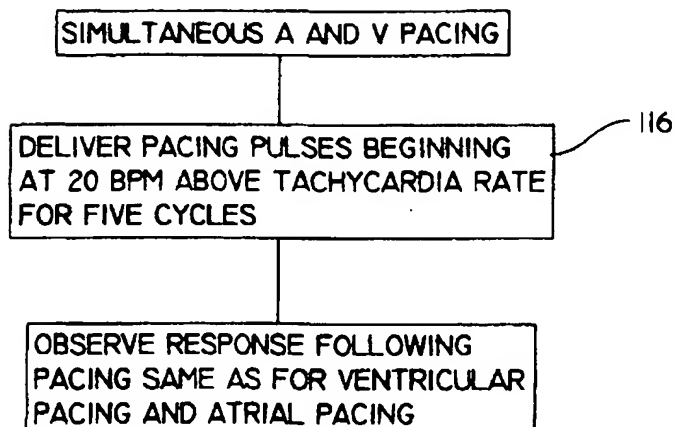 SIMULTANEOUS A AND V PACING
116
DELIVER PACING PULSES BEGINNING
AT 20 BPM ABOVE TACHYCARDIA RATE
FOR FIVE CYCLES
OBSERVE RESPONSE FOLLOWING
PACING SAME AS FOR VENTRICULAR
PACING AND ATRIAL PACING